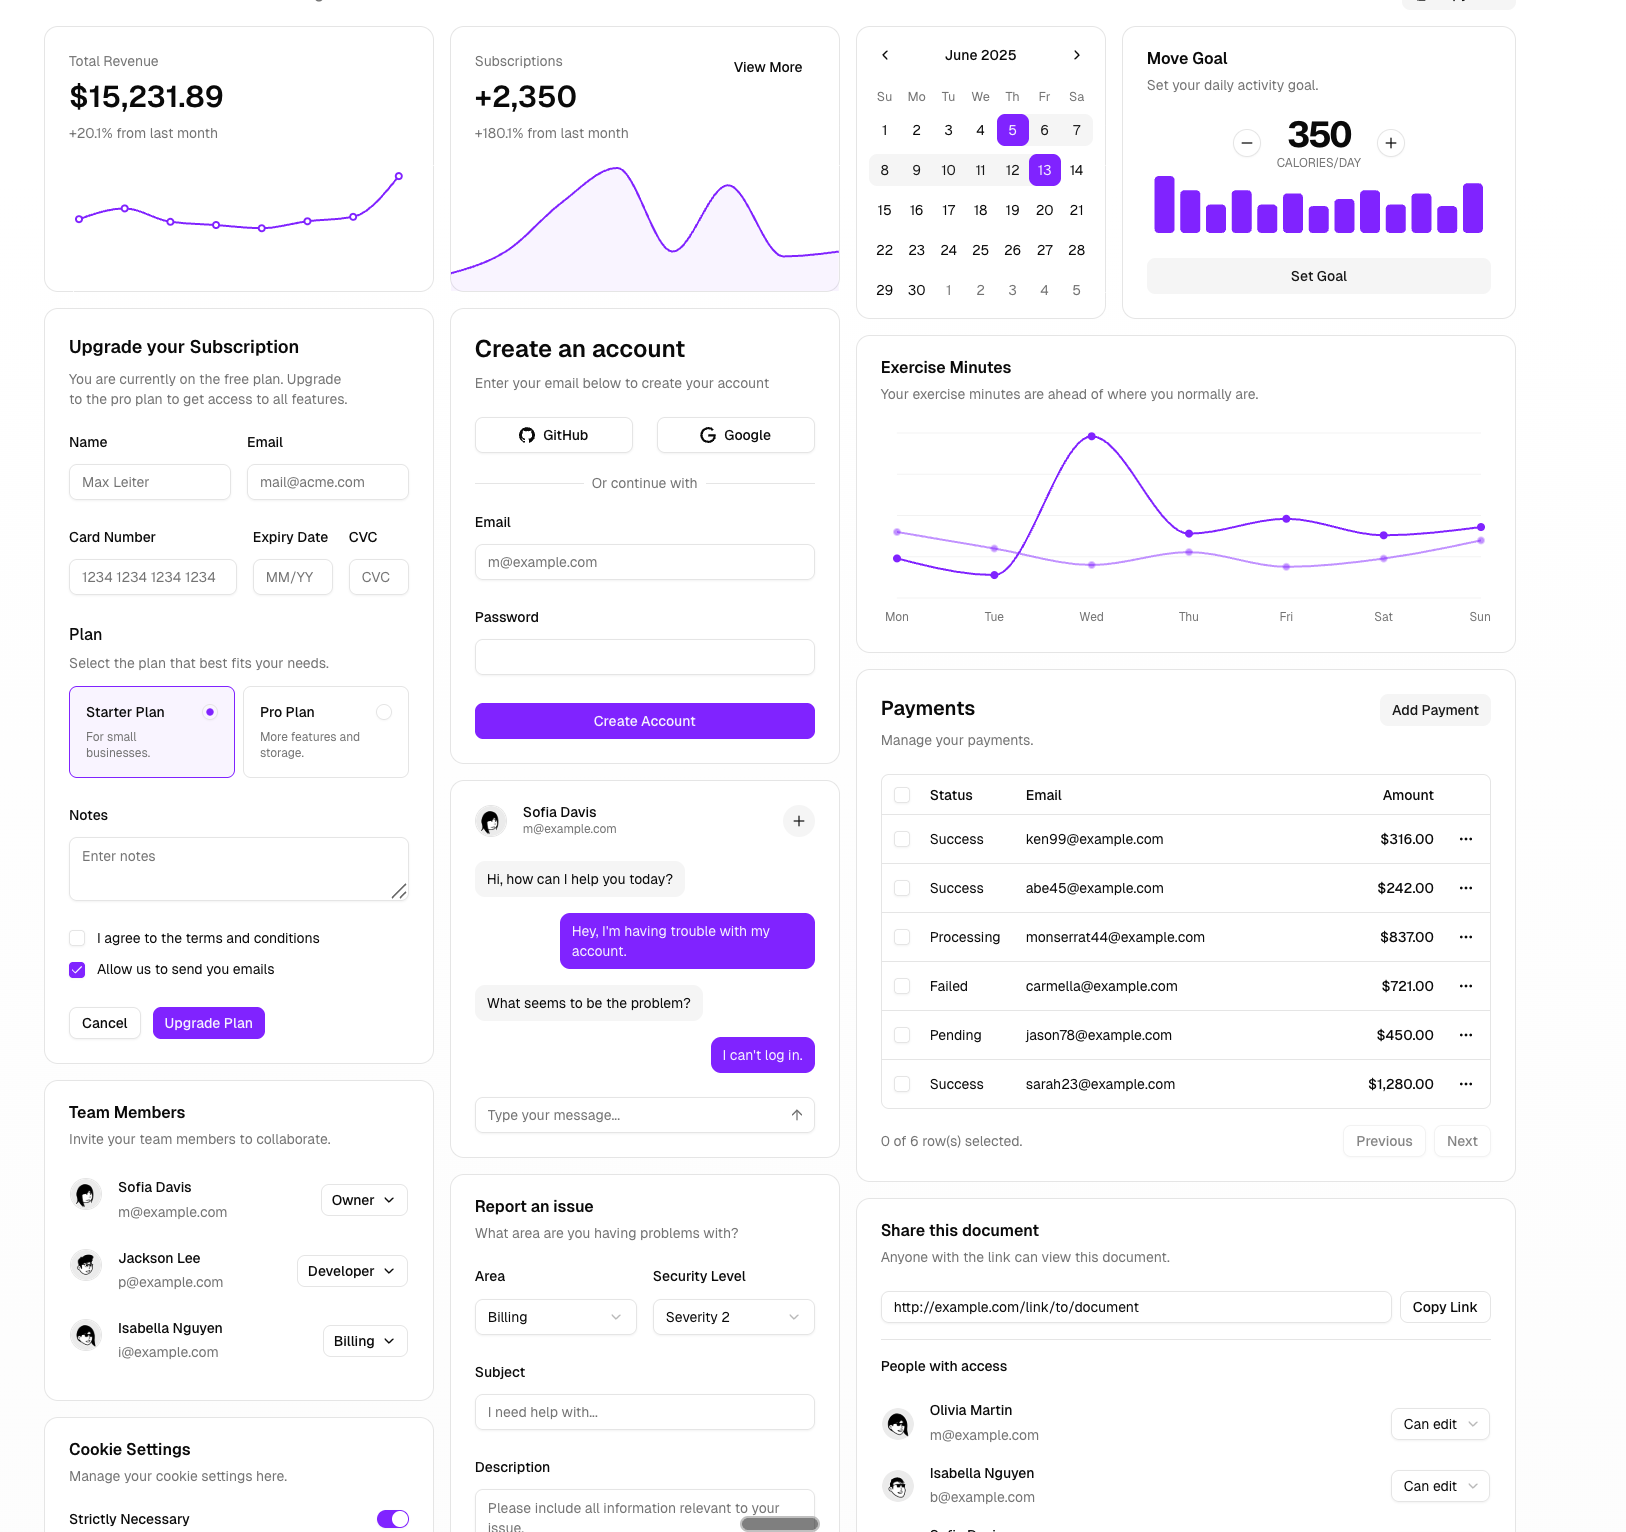 Total Revenue
$15,231.89
+20.1% from last month
Subscriptions
+2,350
+180.1% from last month
View More
June 2025
Su Mo Tu We Th Fr Sa
1 2 3 4 5 6 7
8 9 10 11 12 13 14
15 16 17 18 19 20 21
22 23 24 25 26 27 28
29 30 1 2 3 4 5
Move Goal
Set your daily activity goal.
350
CALORIES/DAY
Set Goal
Upgrade your Subscription
You are currently on the free plan. Upgrade
to the pro plan to get access to all features.
Name Email
Max Leiter mail@acme.com
Card Number Expiry Date CVC
1234 1234 1234 1234 MM/YY CVC
Plan
Select the plan that best fits your needs.
Starter Plan
For small
businesses.
Pro Plan
More features and
storage.
Notes
Enter notes
I agree to the terms and conditions
Allow us to send you emails
Cancel Upgrade Plan
Team Members
Invite your team members to collaborate.
Sofia Davis
m@example.com
Owner
Jackson Lee
p@example.com
Developer
Isabella Nguyen
i@example.com
Billing
Cookie Settings
Manage your cookie settings here.
Strictly Necessary
Create an account
Enter your email below to create your account
GitHub Google
Or continue with
Email
m@example.com
Password
Create Account
Sofia Davis
m@example.com
Hi, how can I help you today?
Hey, I'm having trouble with my
account.
What seems to be the problem?
I can't log in.
Type your message...
Report an issue
What area are you having problems with?
Area Security Level
Billing Severity 2
Subject
I need help with...
Description
Please include all information relevant to your
issue.
Exercise Minutes
Your exercise minutes are ahead of where you normally are.
Mon Tue Wed Thu Fri Sat Sun
Payments
Manage your payments.
Add Payment
Status Email Amount
Success ken99@example.com $316.00
Success abe45@example.com $242.00
Processing monserrat44@example.com $837.00
Failed carmella@example.com $721.00
Pending jason78@example.com $450.00
Success sarah23@example.com $1,280.00
0 of 6 row(s) selected.
Previous Next
Share this document
Anyone with the link can view this document.
http://example.com/link/to/document
Copy Link
People with access
Olivia Martin
m@example.com
Can edit
Isabella Nguyen
b@example.com
Can edit